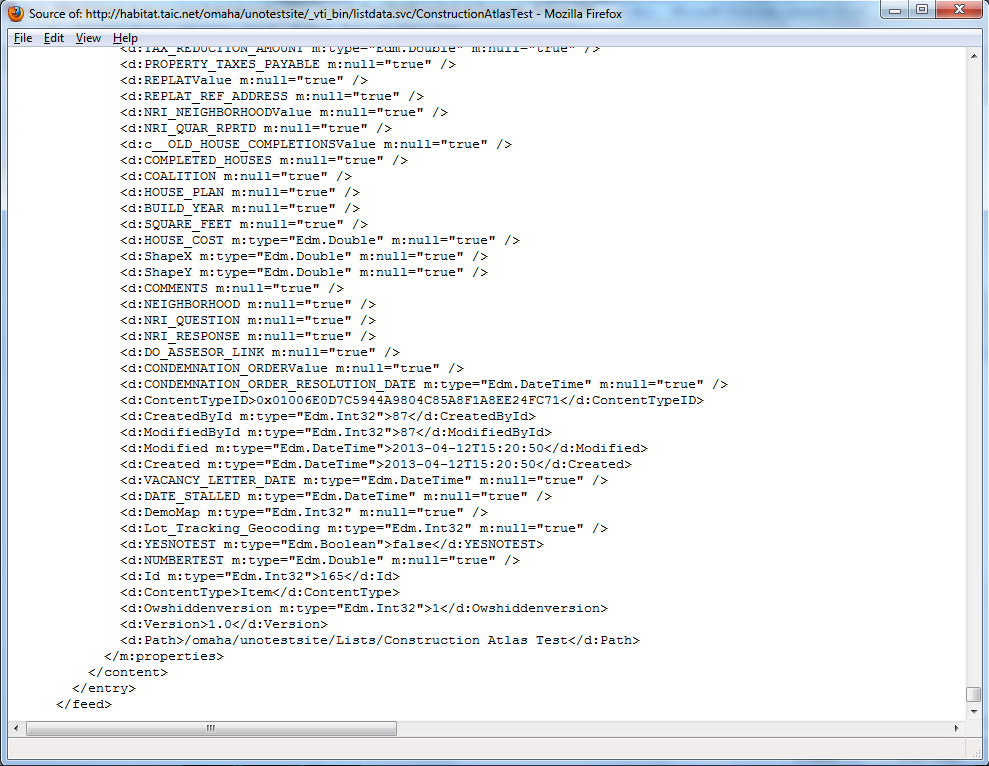 Source of: http://habitat.taic.net/omaha/unotestsite/_vti_bin/listdata.svc/ConstructionAtlasTest - Mozilla Firefox
File Edit View Help
<d:TAX_REDUCTION_AMOUNT m:type="Edm.Double" m:null="true" />
<d:PROPERTY_TAXES_PAYABLE m:null="true" />
<d:REPLATValue m:null="true" />
<d:REPLAT_REF_ADDRESS m:null="true" />
<d:NRI_NEIGHBORHOODValue m:null="true" />
<d:NRI_QUAR_RPRTD m:null="true" />
<d:c__OLD_HOUSE_COMPLETIONSValue m:null="true" />
<d:COMPLETED_HOUSES m:null="true" />
<d:COALITION m:null="true" />
<d:HOUSE_PLAN m:null="true" />
<d:BUILD_YEAR m:null="true" />
<d:SQUARE_FEET m:null="true" />
<d:HOUSE_COST m:type="Edm.Double" m:null="true" />
<d:ShapeX m:type="Edm.Double" m:null="true" />
<d:ShapeY m:type="Edm.Double" m:null="true" />
<d:COMMENTS m:null="true" />
<d:NEIGHBORHOOD m:null="true" />
<d:NRI_QUESTION m:null="true" />
<d:NRI_RESPONSE m:null="true" />
<d:DO_ASSESOR_LINK m:null="true" />
<d:CONDEMNATION_ORDERValue m:null="true" />
<d:CONDEMNATION_ORDER_RESOLUTION_DATE m:type="Edm.DateTime" m:null="true" />
<d:ContentTypeID>0x01006E0D7C5944A9804C85A8F1A8EE24FC71</d:ContentTypeID>
<d:CreatedById m:type="Edm.Int32">87</d:CreatedById>
<d:ModifiedById m:type="Edm.Int32">87</d:ModifiedById>
<d:Modified m:type="Edm.DateTime">2013-04-12T15:20:50</d:Modified>
<d:Created m:type="Edm.DateTime">2013-04-12T15:20:50</d:Created>
<d:VACANCY_LETTER_DATE m:type="Edm.DateTime" m:null="true" />
<d:DATE_STALLED m:type="Edm.DateTime" m:null="true" />
<d:DemoMap m:type="Edm.Int32" m:null="true" />
<d:Lot_Tracking_Geocoding m:type="Edm.Int32" m:null="true" />
<d:YESNOTEST m:type="Edm.Boolean">false</d:YESNOTEST>
<d:NUMBERTEST m:type="Edm.Double" m:null="true" />
<d:Id m:type="Edm.Int32">165</d:Id>
<d:ContentType>Item</d:ContentType>
<d:Owshiddenversion m:type="Edm.Int32">1</d:Owshiddenversion>
<d:Version>1.0</d:Version>
<d:Path>/omaha/unotestsite/Lists/Construction Atlas Test</d:Path>
</m:properties>
</content>
</entry>
</feed>